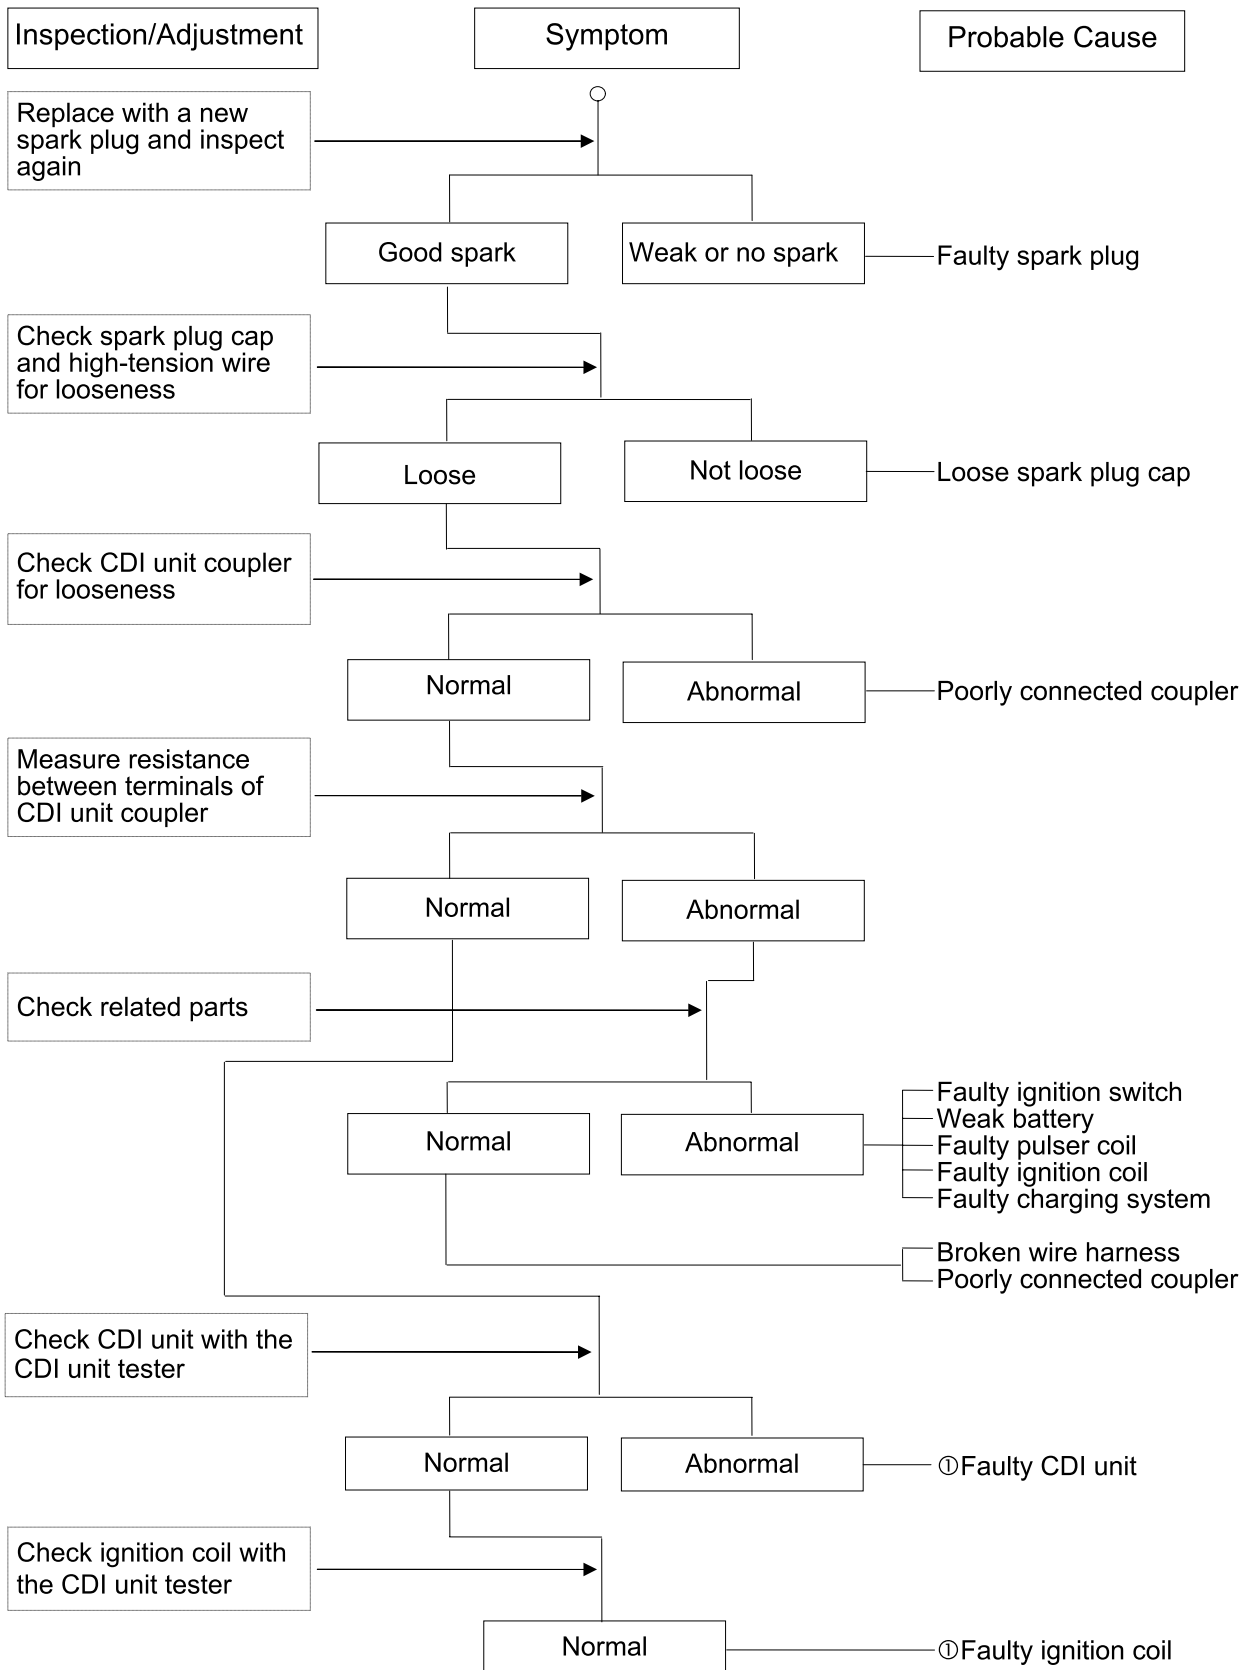 Inspection/Adjustment
Symptom
Probable Cause
Replace with a new
spark plug and inspect
again
Good spark
Weak or no spark
Faulty spark plug
Check spark plug cap
and high-tension wire
for looseness
Loose
Not loose
Loose spark plug cap
Check CDI unit coupler
for looseness
Normal
Abnormal
Poorly connected coupler
Measure resistance
between terminals of
CDI unit coupler
Normal
Abnormal
Check related parts
Normal
Abnormal
Faulty ignition switch
Weak battery
Faulty pulser coil
Faulty ignition coil
Faulty charging system
Broken wire harness
Poorly connected coupler
Check CDI unit with the
CDI unit tester
Normal
Abnormal
①Faulty CDI unit
Check ignition coil with
the CDI unit tester
Normal
①Faulty ignition coil